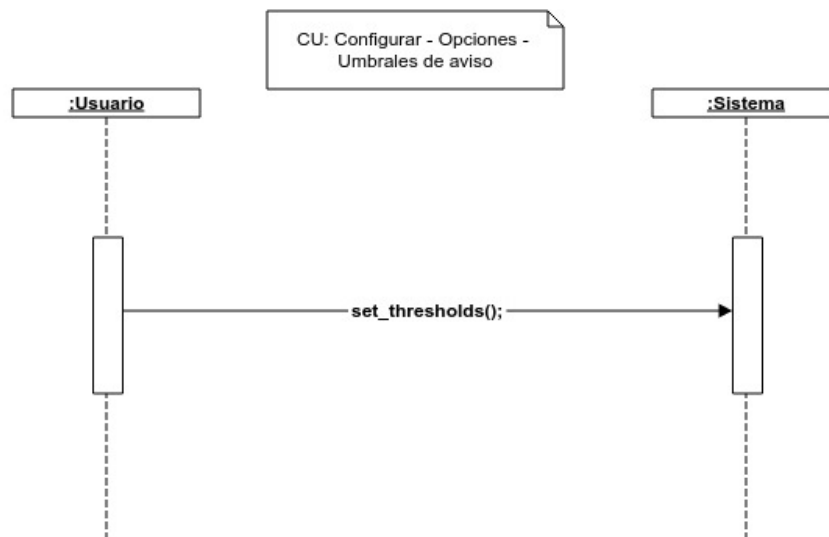 CU: Configurar - Opciones -
Umbrales de aviso
:Usuario
:Sistema
set_thresholds();